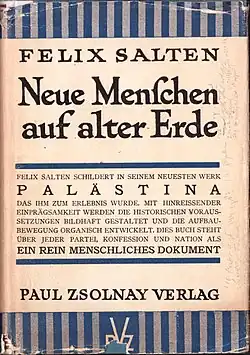 FELIX SALTEN
Neue Menſchen
auf alter Erde
FELIX SALTEN SCHILDERT IN SEINEM NEUESTEN WERK
PALÄSTINA
DAS IHM ZUM ERLEBNIS WURDE. MIT HINREISSENDER
EINPRÄGSAMKEIT WERDEN DIE HISTORISCHEN VORAUS-
SETZUNGEN BILDHAFT GESTALTET UND DIE AUFBAU-
BEWEGUNG ORGANISCH ENTWICKELT. DIES BUCH STEHT
ÜBER JEDER PARTEI, KONFESSION UND NATION ALS
EIN REIN MENSCHLICHES DOKUMENT
PAUL ZSOLNAY VERLAG
PZV